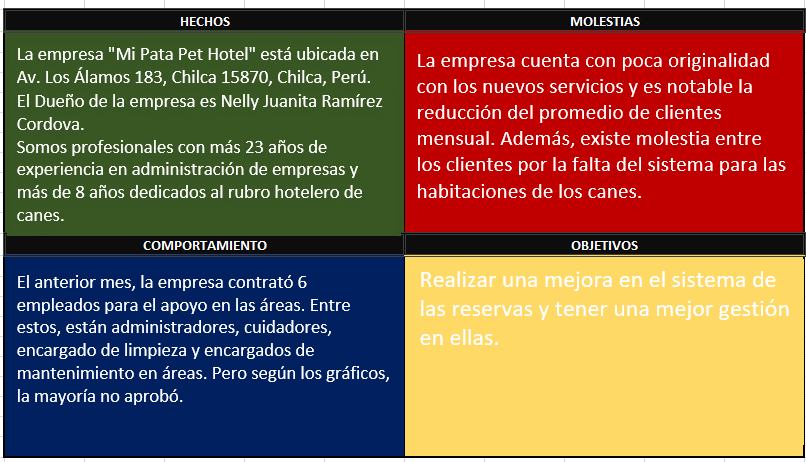 HECHOS
La empresa "Mi Pata Pet Hotel" está ubicada en
Av. Los Álamos 183, Chilca 15870, Chilca, Perú.
El Dueño de la empresa es Nelly Juanita Ramírez
Cordova.
Somos profesionales con más 23 años de
experiencia en administración de empresas y
más de 8 años dedicados al rubro hotelero de
canes.
MOLESTIAS
La empresa cuenta con poca originalidad
con los nuevos servicios y es notable la
reducción del promedio de clientes
mensual. Además, existe molestia entre
los clientes por la falta del sistema para las
habitaciones de los canes.
COMPORTAMIENTO
El anterior mes, la empresa contrató 6
empleados para el apoyo en las áreas. Entre
estos, están administradores, cuidadores,
encargado de limpieza y encargados de
mantenimiento en áreas. Pero según los gráficos,
la mayoría no aprobó.
OBJETIVOS
Realizar una mejora en el sistema de
las reservas y tener una mejor gestión
en ellas.